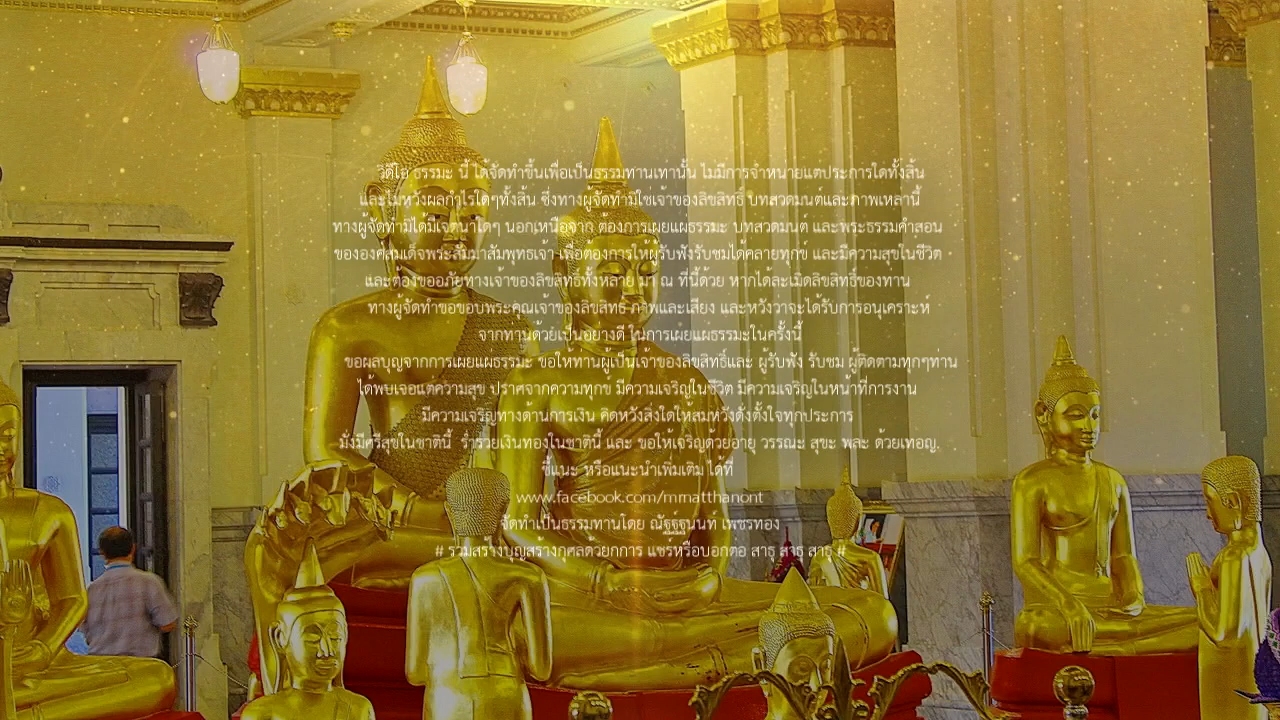 วิดีโอ ธรรมะ นี้ ได้จัดทำขึ้นเพื่อเป็นธรรมทานเท่านั้น ไม่มีการจำหน่ายแต่ประการใดทั้งสิ้น
และไม่หวังผลกำไรใดๆทั้งสิ้น ซึ่งทางผู้จัดทำมิใช่เจ้าของลิขสิทธิ์ บทสวดมนต์และภาพเหล่านี้
ทางผู้จัดทำมิได้มีเจตนาใดๆ นอกเหนือจาก ต้องการเผยแผ่ธรรมะ บทสวดมนต์ และพระธรรมคำสอน
ขององค์สมเด็จพระสัมมาสัมพุทธเจ้า เพื่อต้องการให้ผู้รับฟังรับชมได้คลายทุกข์ และมีความสุขในชีวิต
และต้องขออภัยทางเจ้าของลิขสิทธิ์ทั้งหลาย มา ณ ที่นี้ด้วย หากได้ละเมิดลิขสิทธิ์ของท่าน
ทางผู้จัดทำขอขอบพระคุณเจ้าของลิขสิทธิ์ ภาพและเสียง และหวังว่าจะได้รับการอนุเคราะห์
จากท่านด้วยเป็นอย่างดี ในการเผยแผ่ธรรมะในครั้งนี้
ขอผลบุญจากการเผยแผ่ธรรมะ ขอให้ท่านผู้เป็นเจ้าของลิขสิทธิ์และ ผู้รับฟัง รับชม ผู้ติดตามทุกๆท่าน
ได้พบเจอแต่ความสุข ปราศจากความทุกข์ มีความเจริญในชีวิต มีความเจริญในหน้าที่การงาน
มีความเจริญทางด้านการเงิน คิดหวังสิ่งใดให้สมหวังดั่งตั้งใจทุกประการ
มั่งมีศรีสุขในชาตินี้ ร่ำรวยเงินทองในชาตินี้ และ ขอให้เจริญด้วยอายุ วรรณะ สุขะ พละ ด้วยเทอญ.
ชี้แนะ หรือแนะนำเพิ่มเติม ได้ที่
www.facebook.com/mrnatthanont
จัดทำเป็นธรรมทานโดย ณัฐฐนนท์ เพชรทอง
# ร่วมสร้างบุญสร้างกุศลด้วยการ แชร์หรือบอกต่อ สาธุ สาธุ สาธุ #